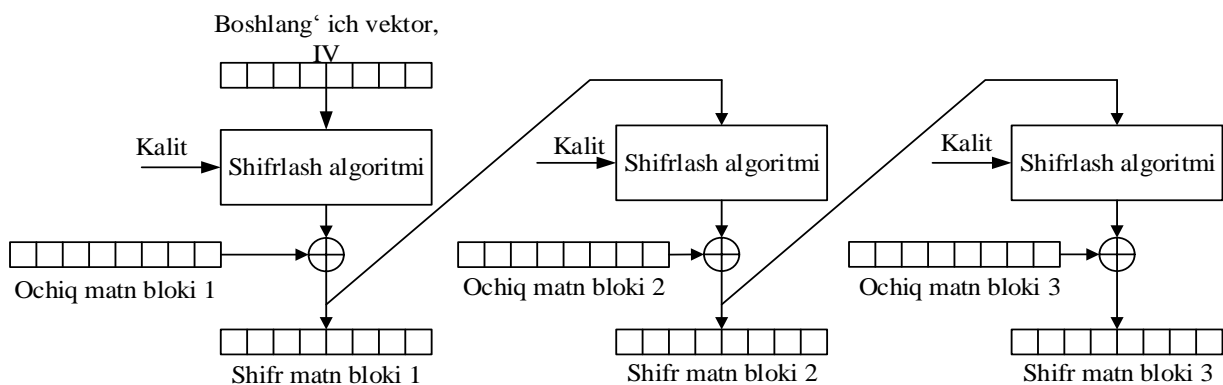 Boshlang‘ ich vektor,
IV
Kalit
Shifrlash algoritmi
Kalit
Shifrlash algoritmi
Kalit
Shifrlash algoritmi
Ochiq matn bloki 1
Ochiq matn bloki 2
Ochiq matn bloki 3
Shifr matn bloki 1
Shifr matn bloki 2
Shifr matn bloki 3